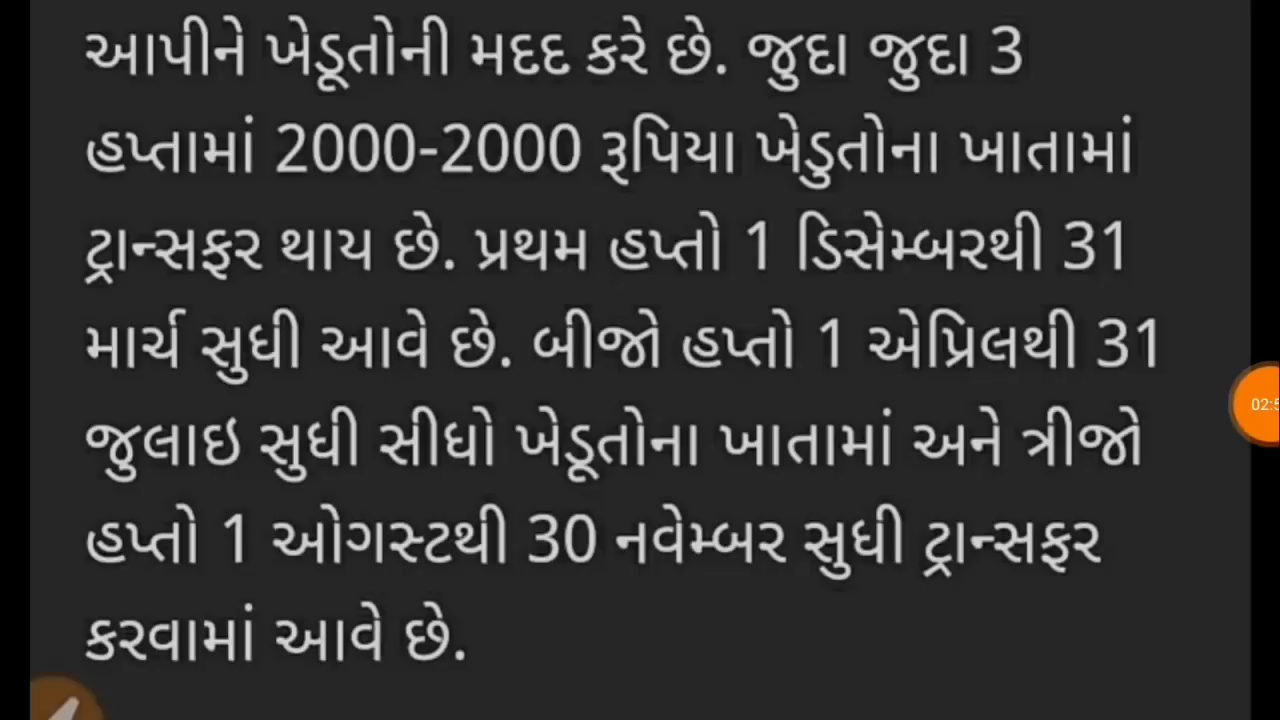 આપીને ખેડૂતોની મદદ કરે છે. જુદા જુદા 3
હપ્તામાં 2000-2000 રૂપિયા ખેડુતોના ખાતામાં
ટ્રાન્સફર થાય છે. પ્રથમ હપ્તો 1 ડિસેમ્બરથી 31
માર્ચ સુધી આવે છે. બીજો હપ્તો 1 એપ્રિલથી 31
જુલાઇ સુધી સીધો ખેડૂતોના ખાતામાં અને ત્રીજો
હપ્તો 1 ઓગસ્ટથી 30 નવેમ્બર સુધી ટ્રાન્સફર
કરવામાં આવે છે.